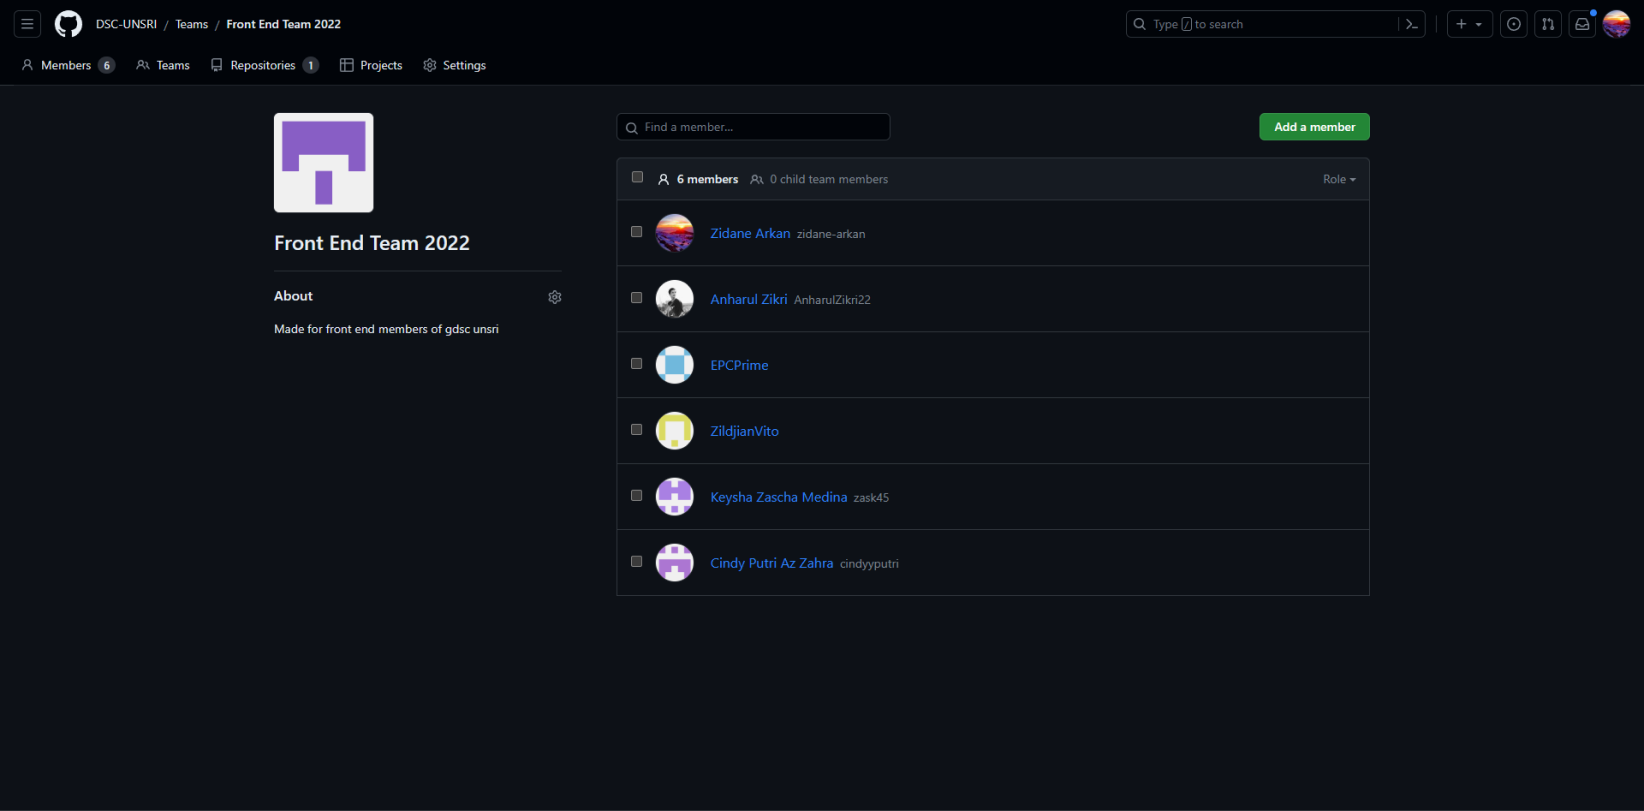 DSC-UNSRI / Teams / Front End Team 2022 Type / to search
Members 6 Teams Repositories 1 Projects Settings
Find a member... Add a member
6 members 0 child team members Role
Zidane Arkan zidane-arkan
Front End Team 2022
About
Anharul Zikri AnharulZikri22
Made for front end members of gdsc unsri
EPCPrime
ZildjianVito
Keysha Zascha Medina zask45
Cindy Putri Az Zahra cindyyputri